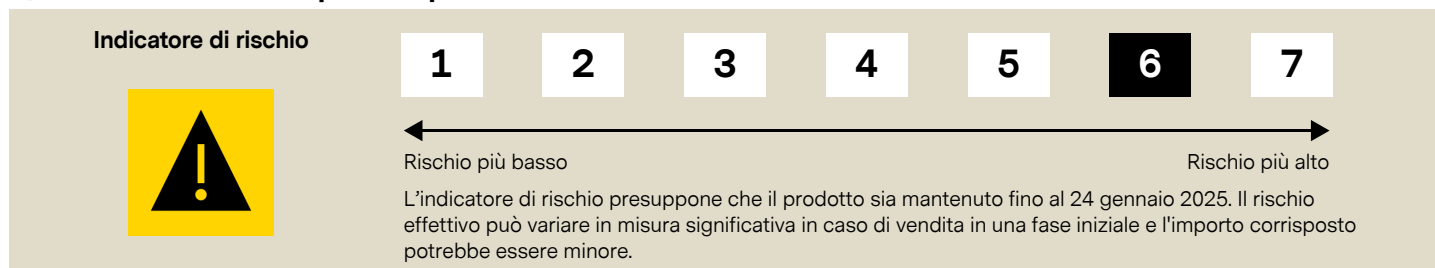 Indicatore di rischio
1 2 3 4 5 6 7
Rischio più basso Rischio più alto
L'indicatore di rischio presuppone che il prodotto sia mantenuto fino al 24 gennaio 2025. Il rischio
effettivo può variare in misura significativa in caso di vendita in una fase iniziale e l'importo corrisposto
potrebbe essere minore.